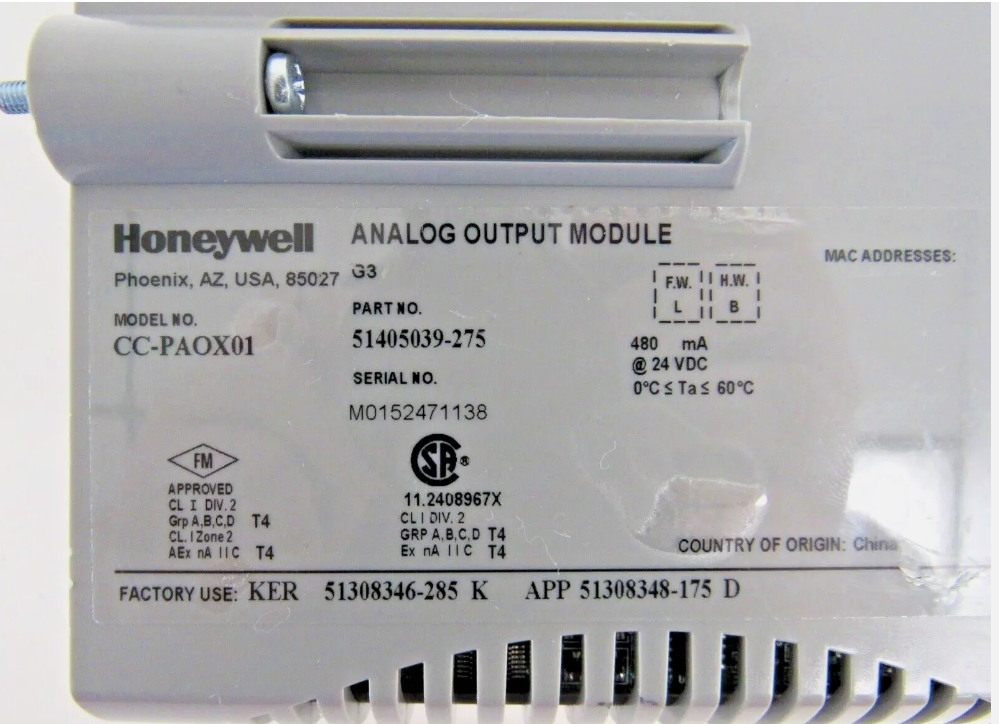 Honeywell
Phoenix, AZ, USA, 85027
MODEL NO.
CC-PAOX01
ANALOG OUTPUT MODULE
G3
PART NO.
51405039-275
SERIAL NO.
M0152471138
F.W.
L
H.W.
B
MAC ADDRESSES:
480 mA
@ 24 VDC
0°C ≤ Ta ≤ 60°C
FM
APPROVED
CL I DIV. 2
Grp A,B,C,D T4
CL. I Zone 2
AEx nA IIC T4
SA®
11.2408967X
CL I DIV. 2
GRP A,B,C,D T4
Ex nA IIC T4
COUNTRY OF ORIGIN: China
FACTORY USE: KER 51308346-285 K APP 51308348-175 D